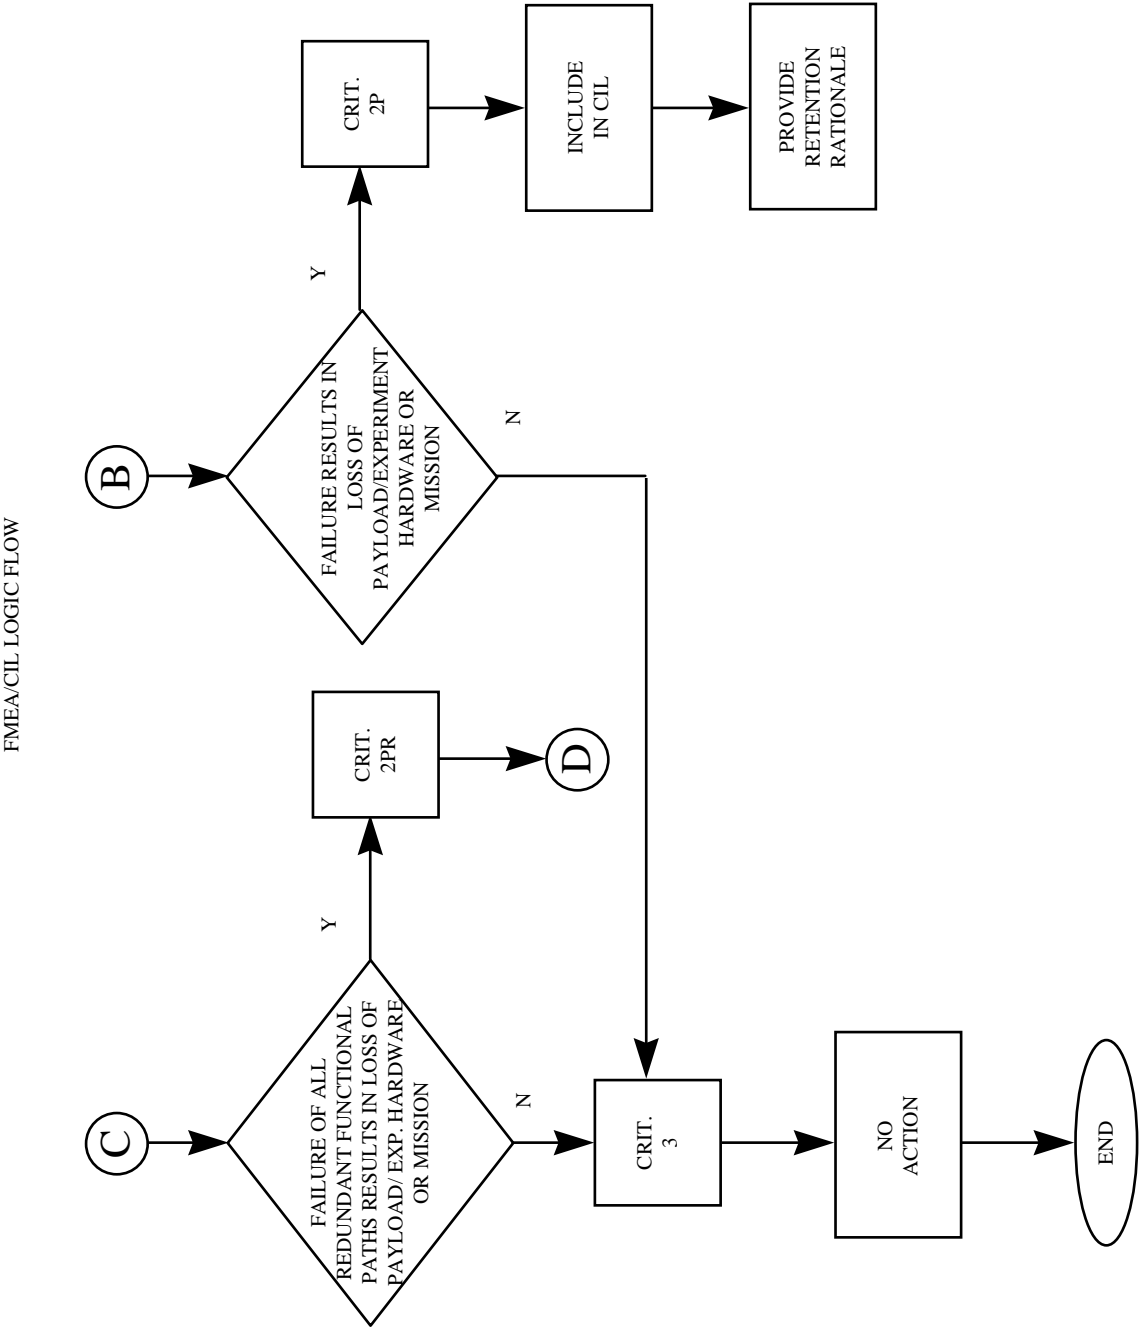 FMEA/CIL LOGIC FLOW
C
FAILURE OF ALL
REDUNDANT FUNCTIONAL
PATHS RESULTS IN LOSS OF
PAYLOAD/ EXP. HARDWARE
OR MISSION
Y
CRIT.
2PR
D
N
CRIT.
3
NO
ACTION
END
B
FAILURE RESULTS IN
LOSS OF
PAYLOAD/EXPERIMENT
HARDWARE OR
MISSION
Y
CRIT.
2P
INCLUDE
IN CIL
PROVIDE
RETENTION
RATIONALE
N